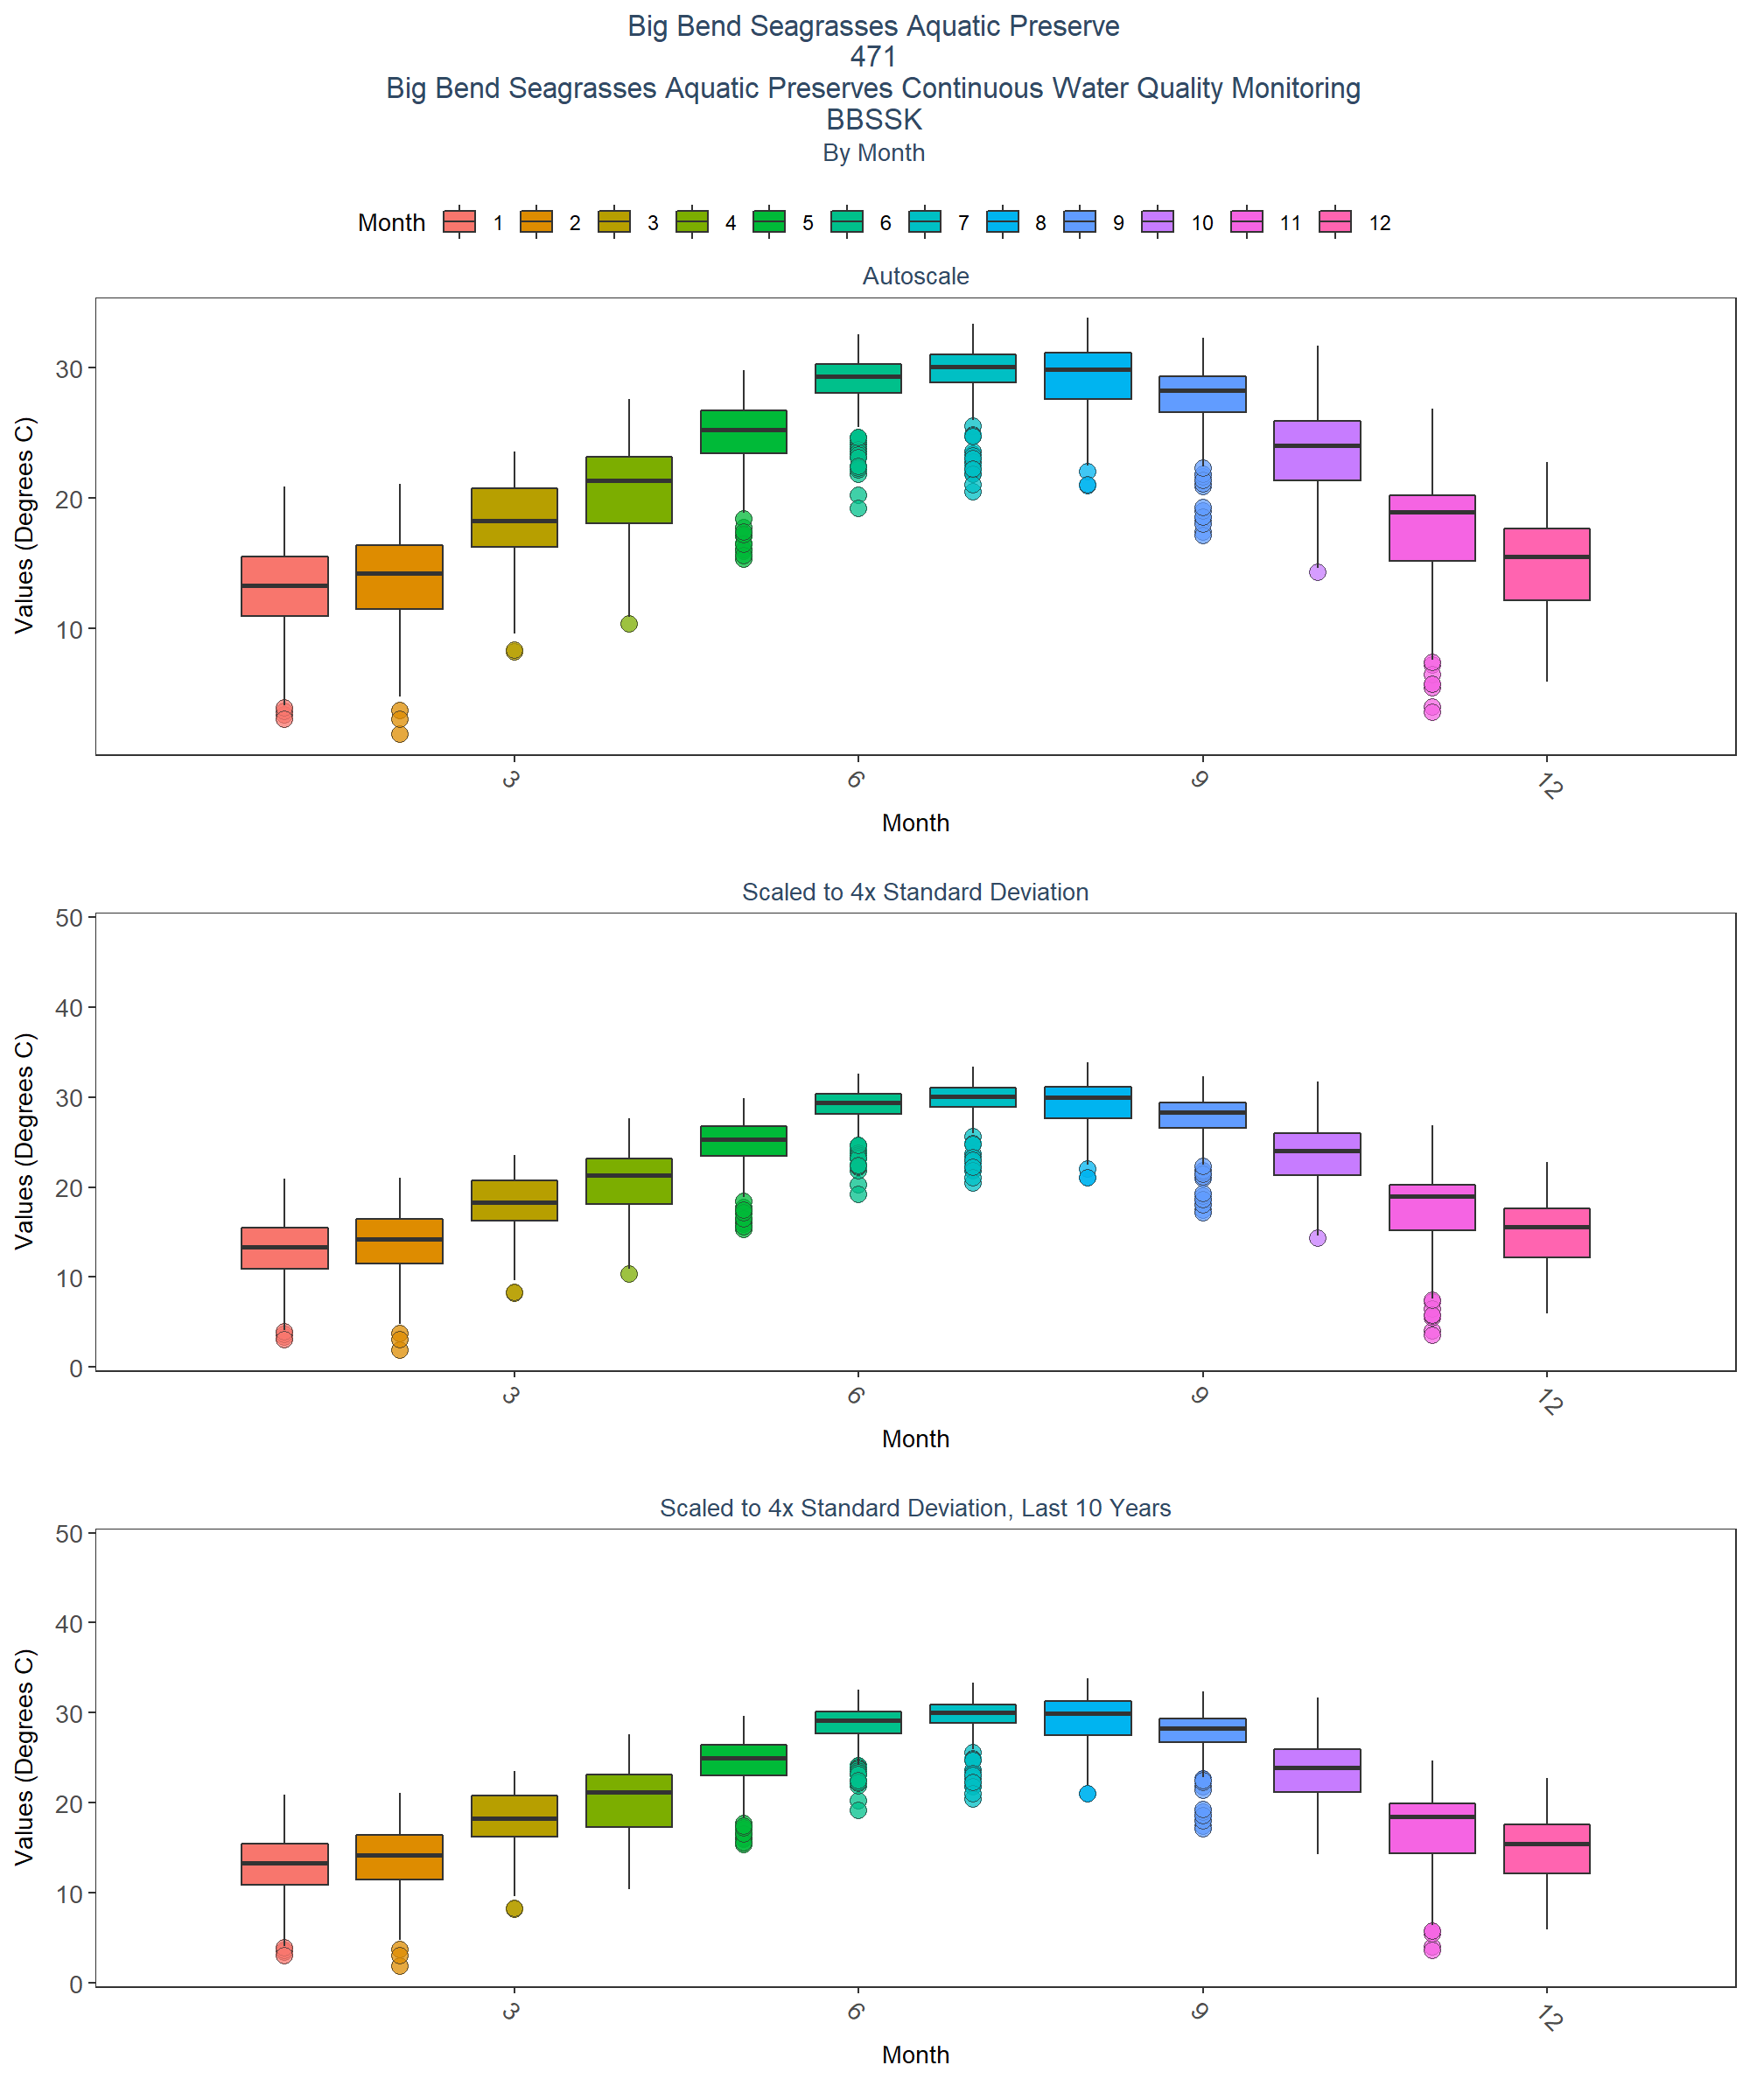 Big Bend Seagrasses Aquatic Preserve
471
Big Bend Seagrasses Aquatic Preserves Continuous Water Quality Monitoring
BBSSK
By Month
Month 1 2 3 4 5 6 7 8 9 10 11 12
Autoscale
Values (Degrees C)
30
20
10
3 6 9 12
Month
Scaled to 4x Standard Deviation
Values (Degrees C)
50
40
30
20
10
0
3 6 9 12
Month
Scaled to 4x Standard Deviation, Last 10 Years
Values (Degrees C)
50
40
30
20
10
0
3 6 9 12
Month